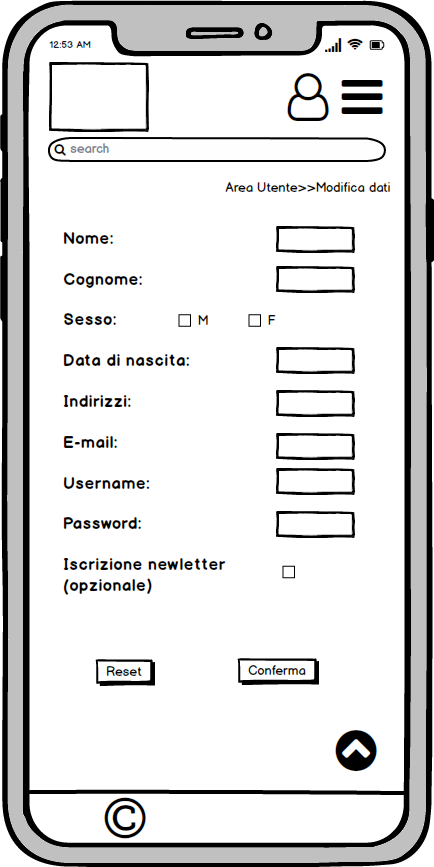 12:53 AM
search
Area Utente>>Modifica dati
Nome:
Cognome:
Sesso: M F
Data di nascita:
Indirizzi:
E-mail:
Username:
Password:
Iscrizione newletter
(opzionale)
Reset Conferma
©